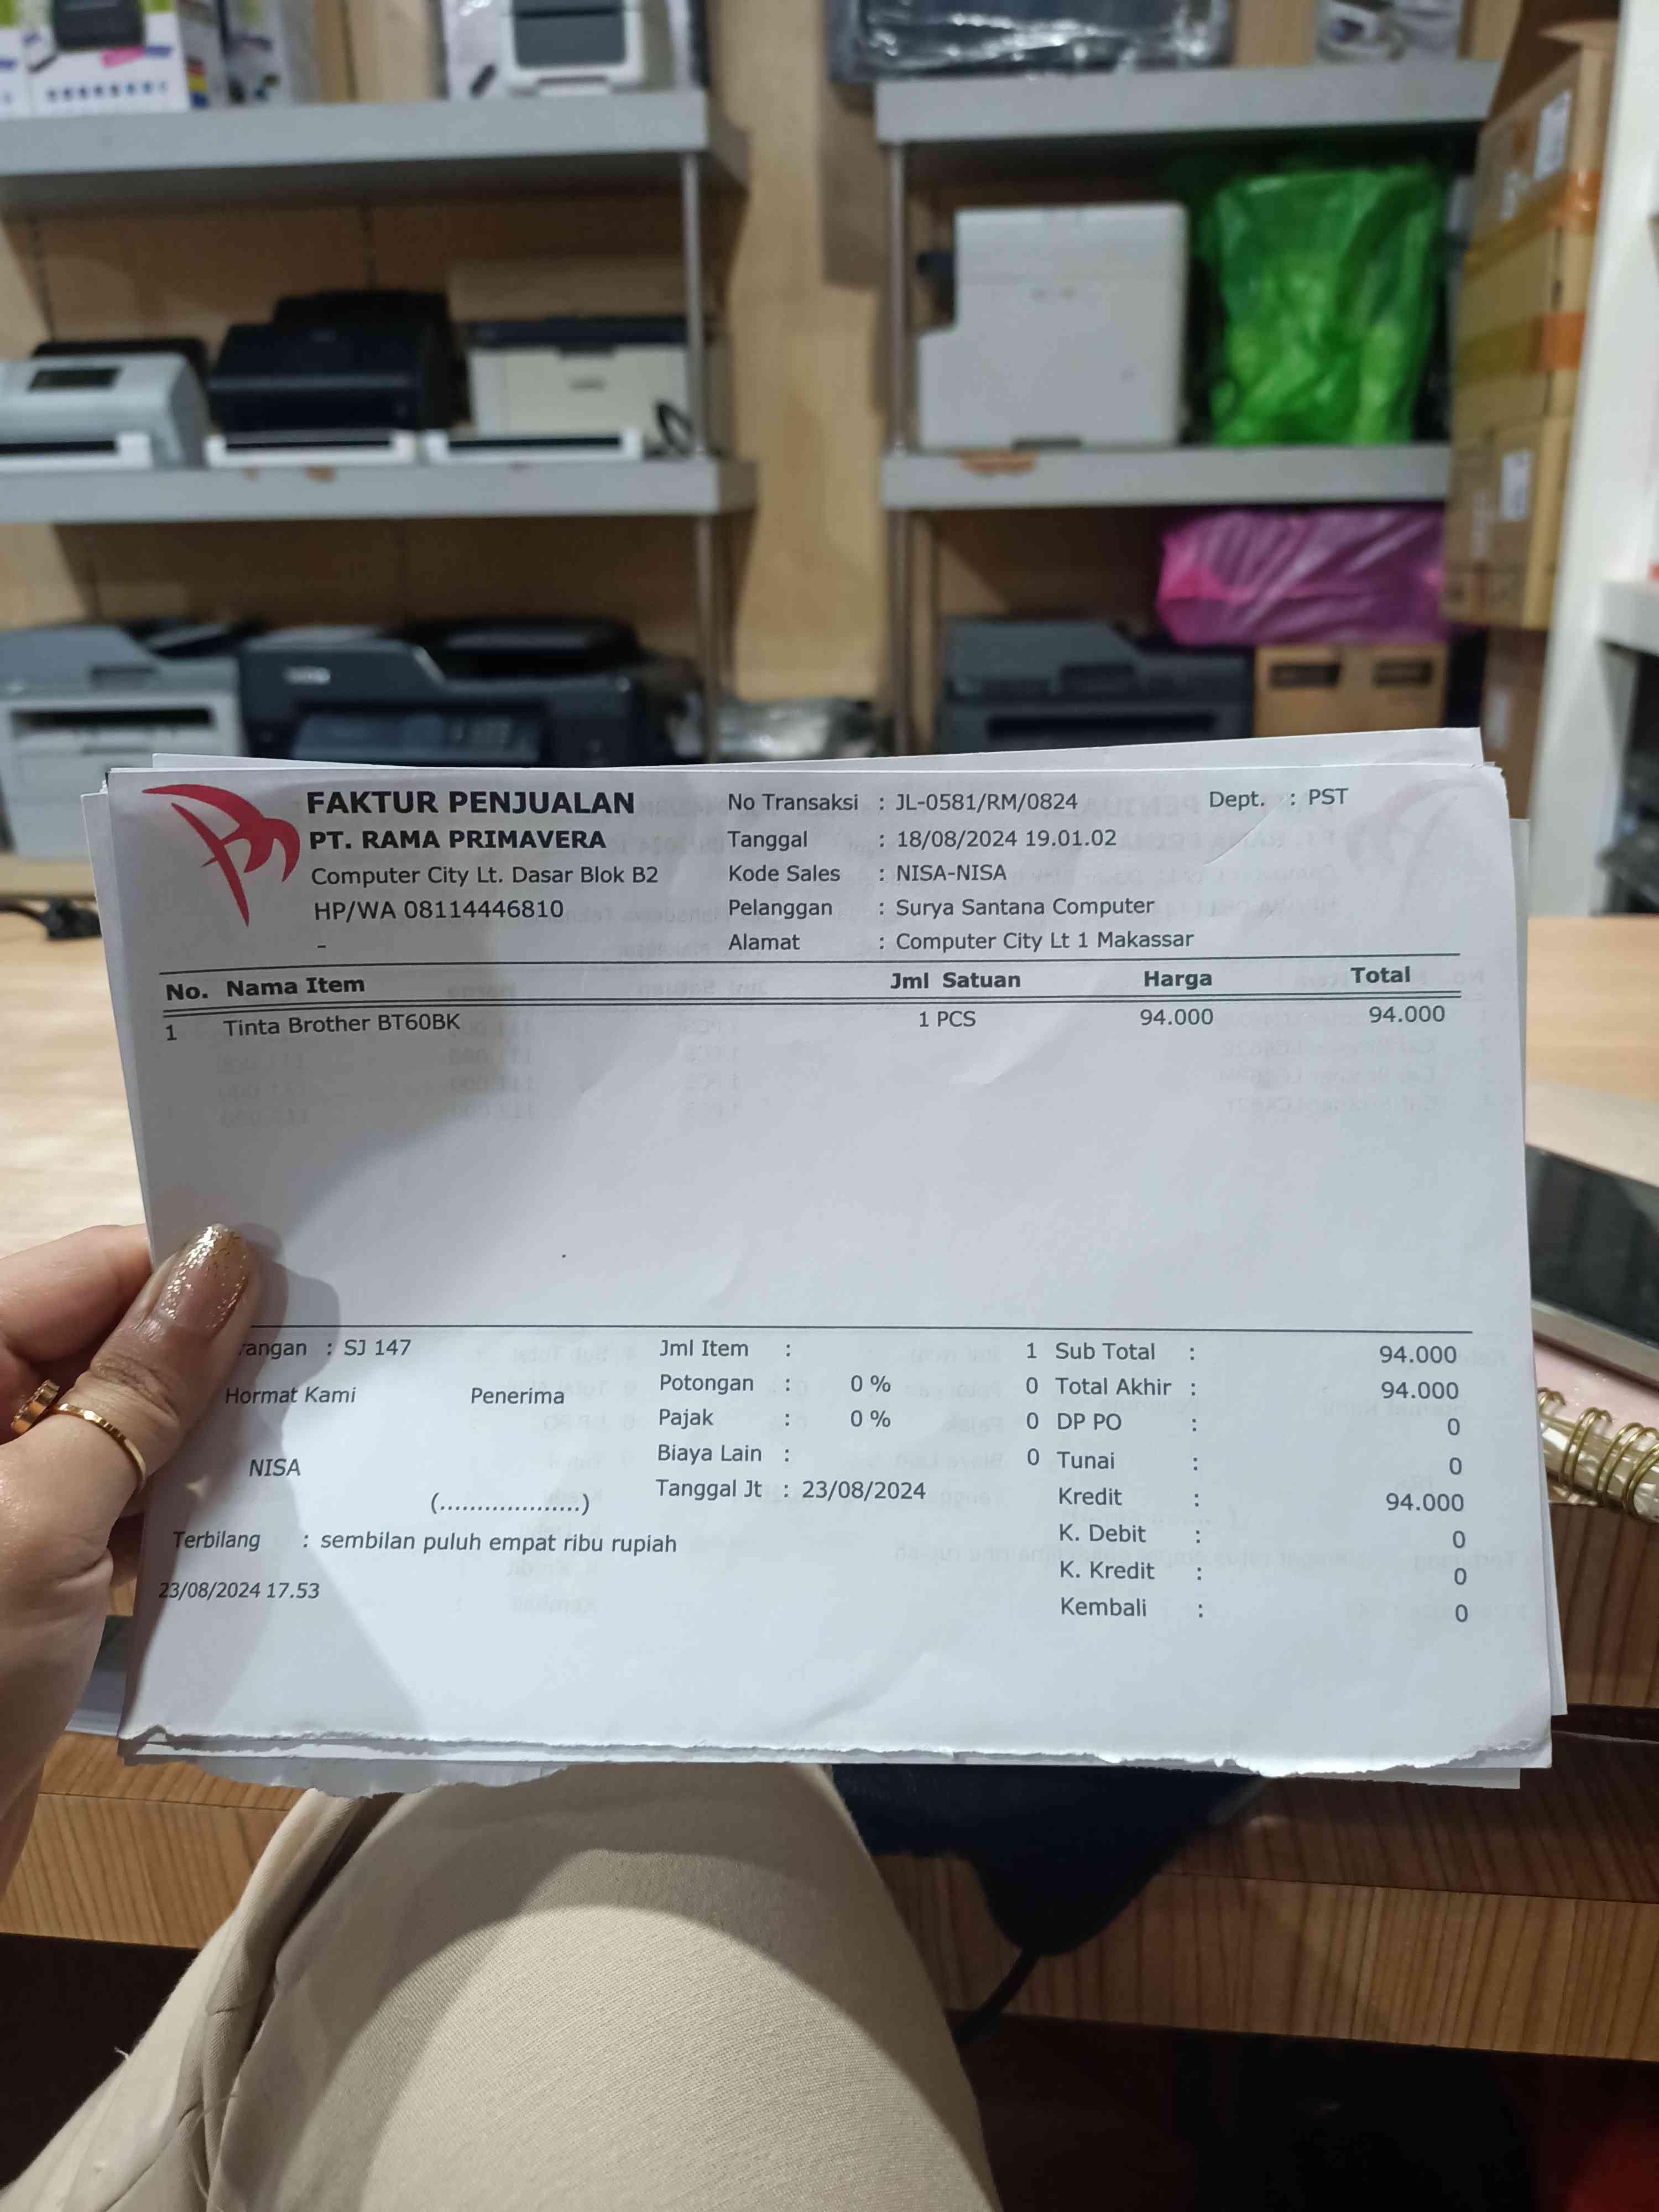 FAKTUR PENJUALAN
PT. RAMA PRIMAVERA
Computer City Lt. Dasar Blok B2
HP/WA 08114446810
-
No Transaksi : JL-0581/RM/0824 Dept. : PST
Tanggal : 18/08/2024 19.01.02
Kode Sales : NISA-NISA
Pelanggan : Surya Santana Computer
Alamat : Computer City Lt 1 Makassar
No. Nama Item Jml Satuan Harga Total
1 Tinta Brother BT60BK 1 PCS 94.000 94.000
rangan : SJ 147
Hormat Kami Penerima
NISA
(...................)
Jml Item : 1
Potongan : 0 % 0
Pajak : 0 % 0
Biaya Lain : 0
Tanggal Jt : 23/08/2024
Sub Total : 94.000
Total Akhir : 94.000
DP PO : 0
Tunai : 0
Kredit : 94.000
K. Debit : 0
K. Kredit : 0
Kembali : 0
Terbilang : sembilan puluh empat ribu rupiah
23/08/2024 17.53